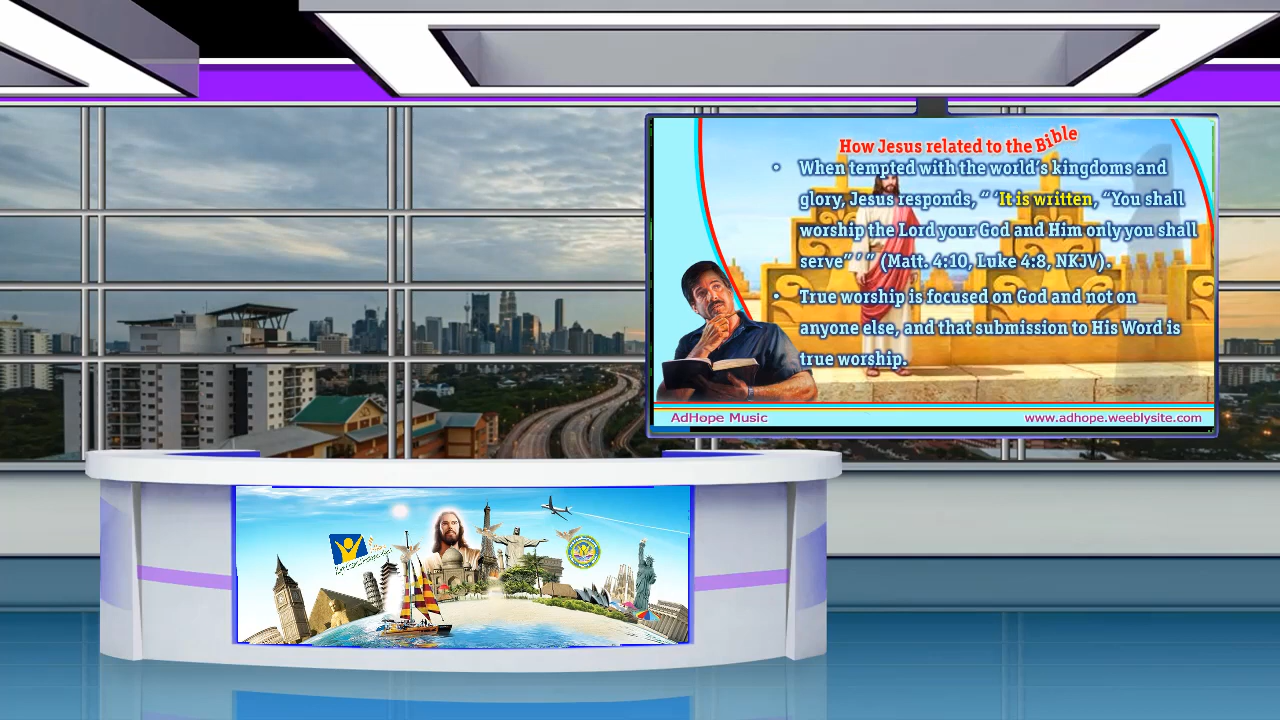 How Jesus related to the Bible
• When tempted with the world's kingdoms and
glory, Jesus responds, “ ‘It is written, “You shall
worship the Lord your God and Him only you shall
serve” ’ ” (Matt. 4:10, Luke 4:8, NKJV).
• True worship is focused on God and not on
anyone else, and that submission to His Word is
true worship.
AdHope Music
www.adhope.weeblysite.com